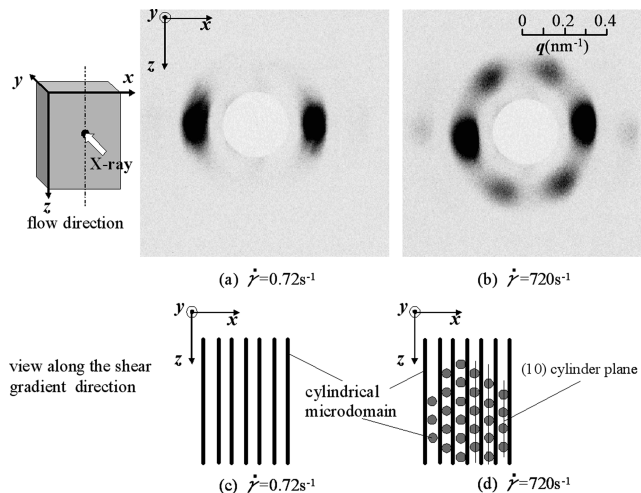 y
x
z
0 0.2 0.4
q(nm⁻¹)
y
x
X-ray
z
flow direction
(a) γ̇=0.72s⁻¹
(b) γ̇=720s⁻¹
y
x
z
y
x
z
view along the shear
gradient direction
cylindrical
microdomain
(10) cylinder plane
(c) γ̇=0.72s⁻¹
(d) γ̇=720s⁻¹